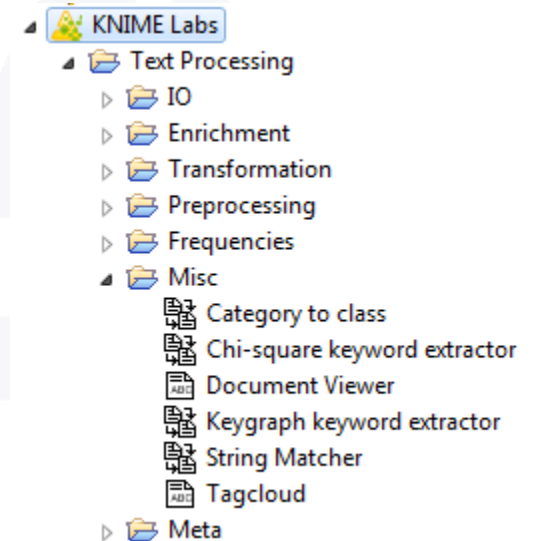 KNIME Labs
Text Processing
IO
Enrichment
Transformation
Preprocessing
Frequencies
Misc
Category to class
Chi-square keyword extractor
Document Viewer
Keygraph keyword extractor
String Matcher
Tagcloud
Meta